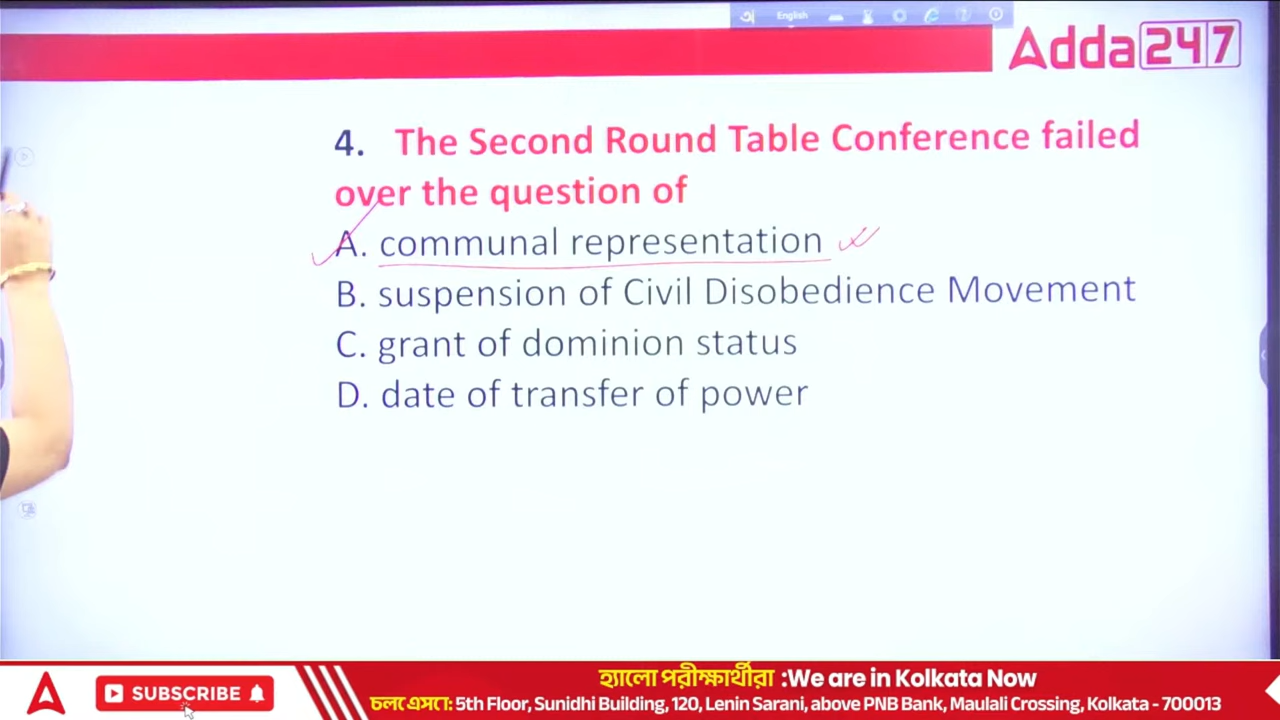 অ English
Adda247
4. The Second Round Table Conference failed
over the question of
A. communal representation
B. suspension of Civil Disobedience Movement
C. grant of dominion status
D. date of transfer of power
SUBSCRIBE
হ্যালো পরীক্ষার্থীরা :We are in Kolkata Now
চলে এসো: 5th Floor, Sunidhi Building, 120, Lenin Sarani, above PNB Bank, Maulali Crossing, Kolkata - 700013